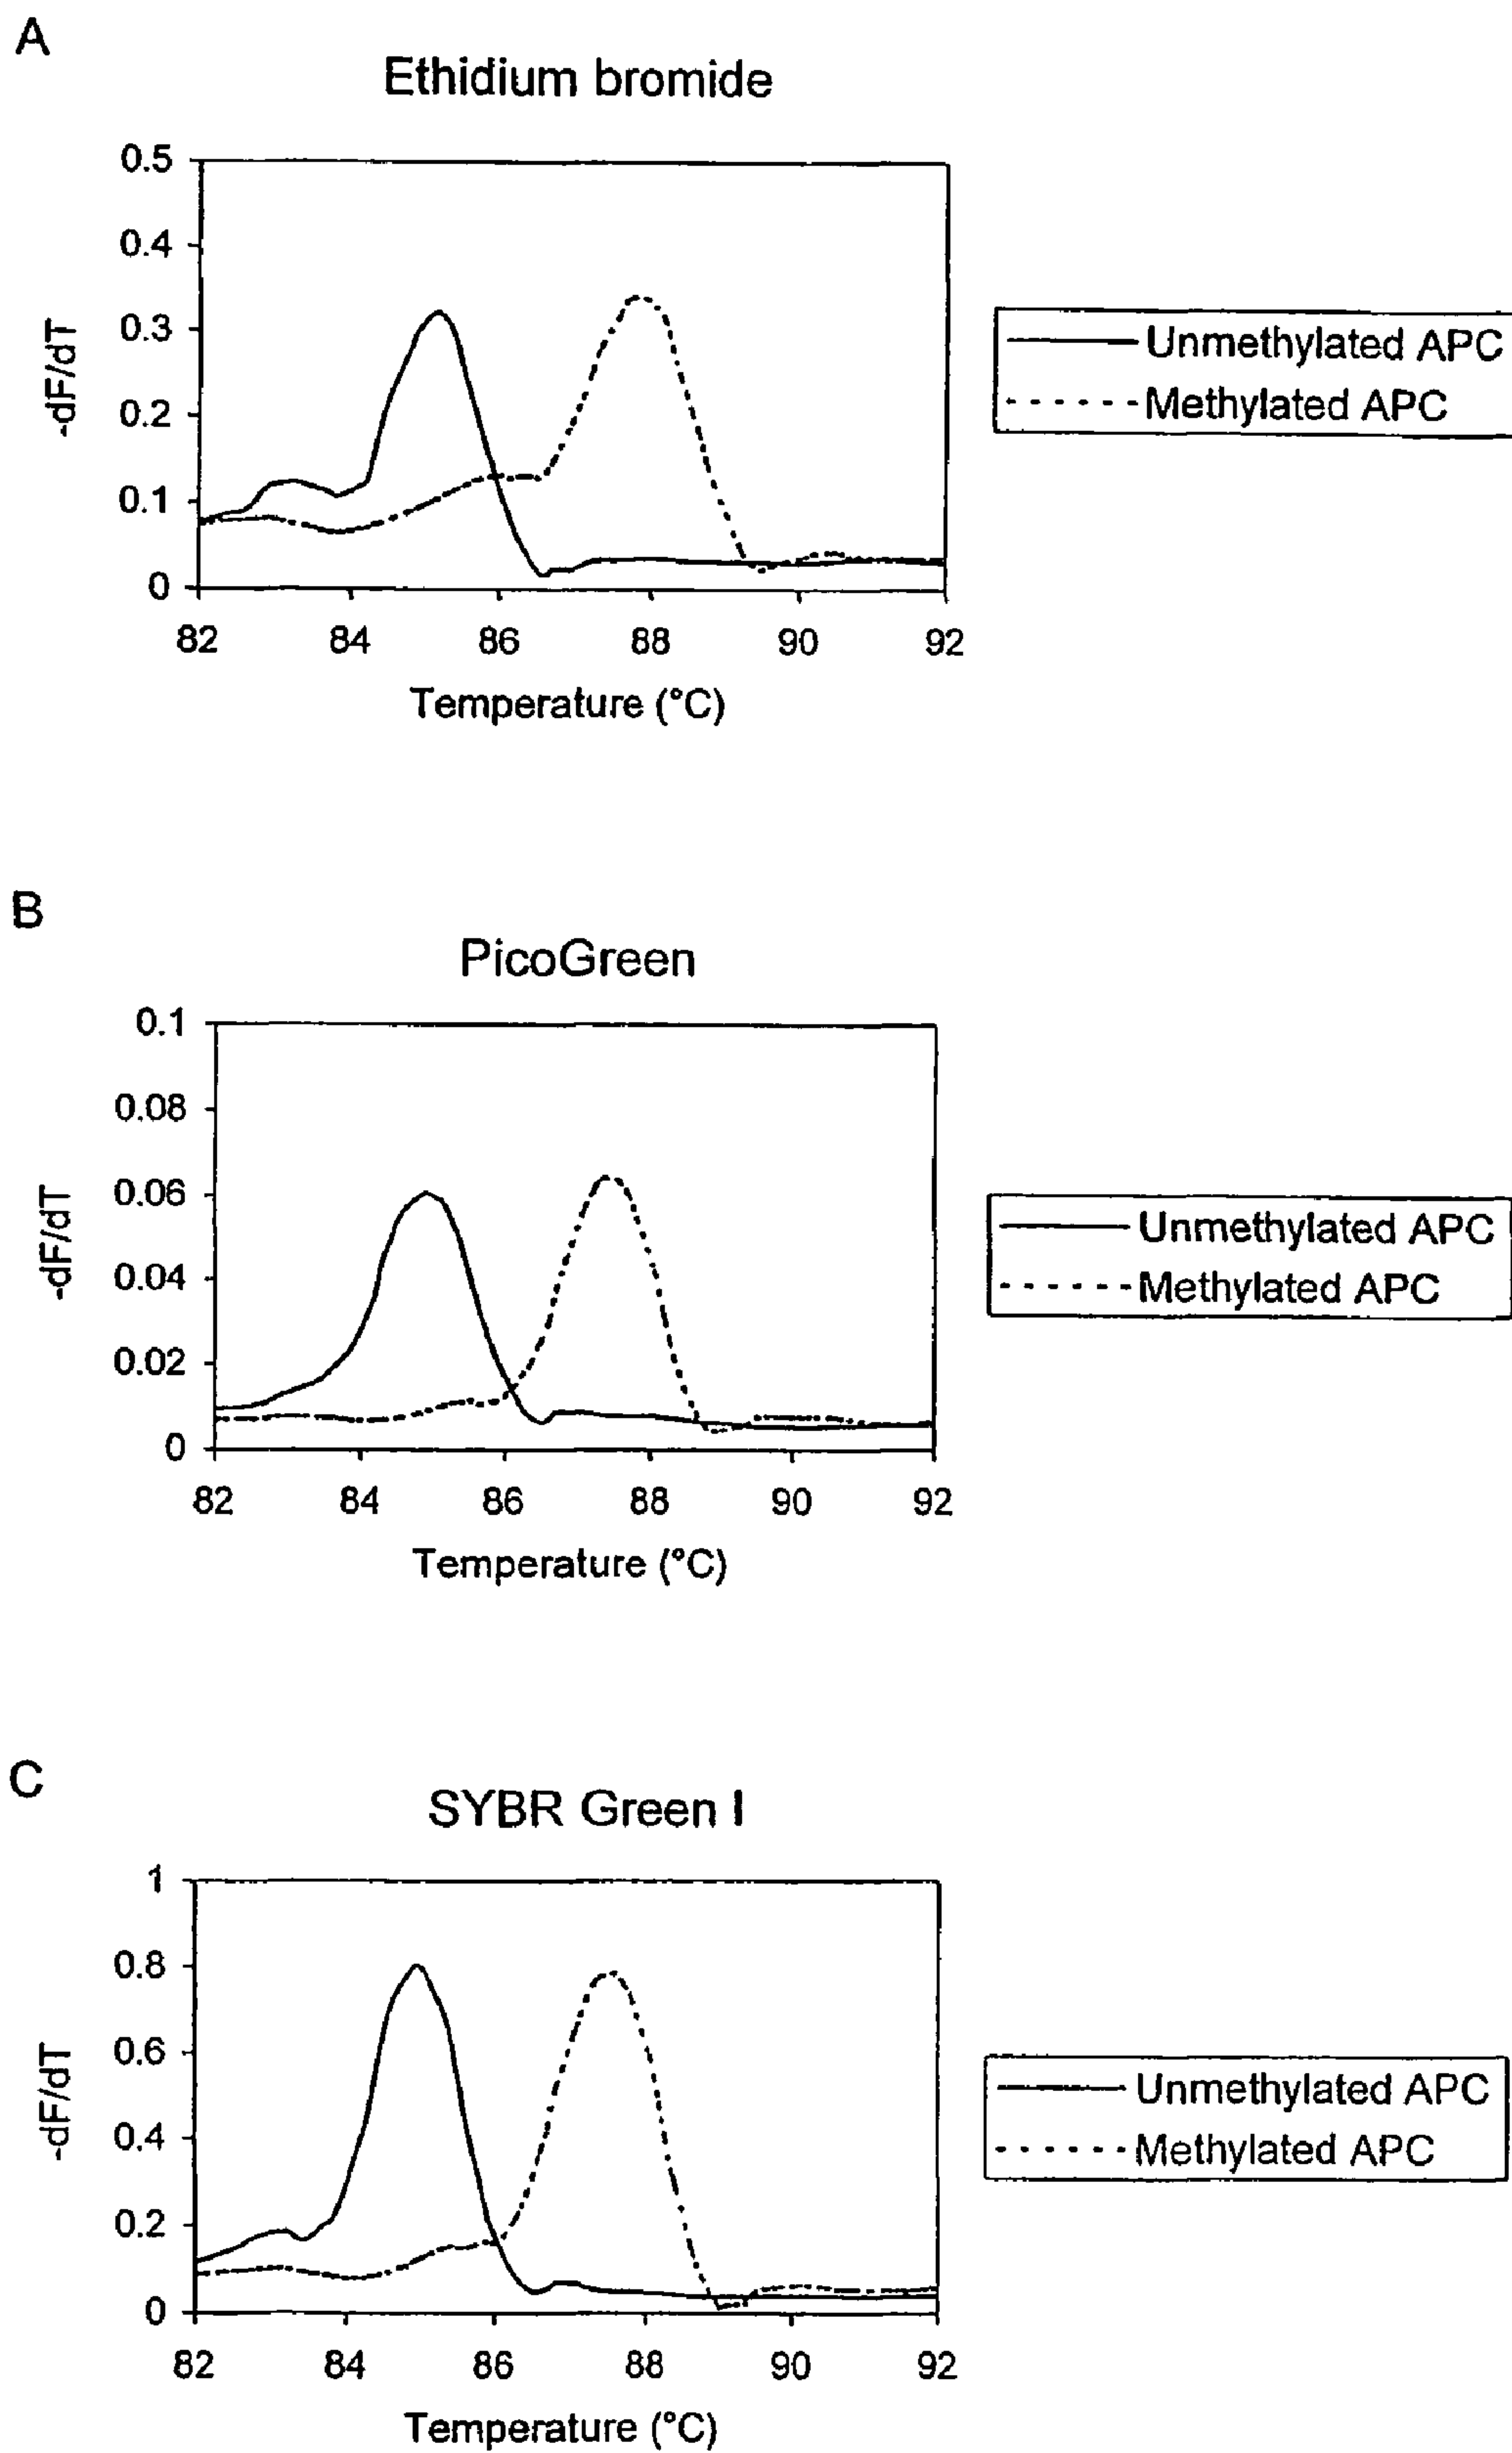 A
Ethidium bromide
0.5
0.4
0.3
0.2
0.1
0
-dF/dT
82 84 86 88 90 92
Temperature (°C)
Unmethylated APC
Methylated APC
B
PicoGreen
0.1
0.08
0.06
0.04
0.02
0
-dF/dT
82 84 86 88 90 92
Temperature (°C)
Unmethylated APC
Methylated APC
C
SYBR Green I
1
0.8
0.6
0.4
0.2
0
-dF/dT
82 84 86 88 90 92
Temperature (°C)
Unmethylated APC
Methylated APC